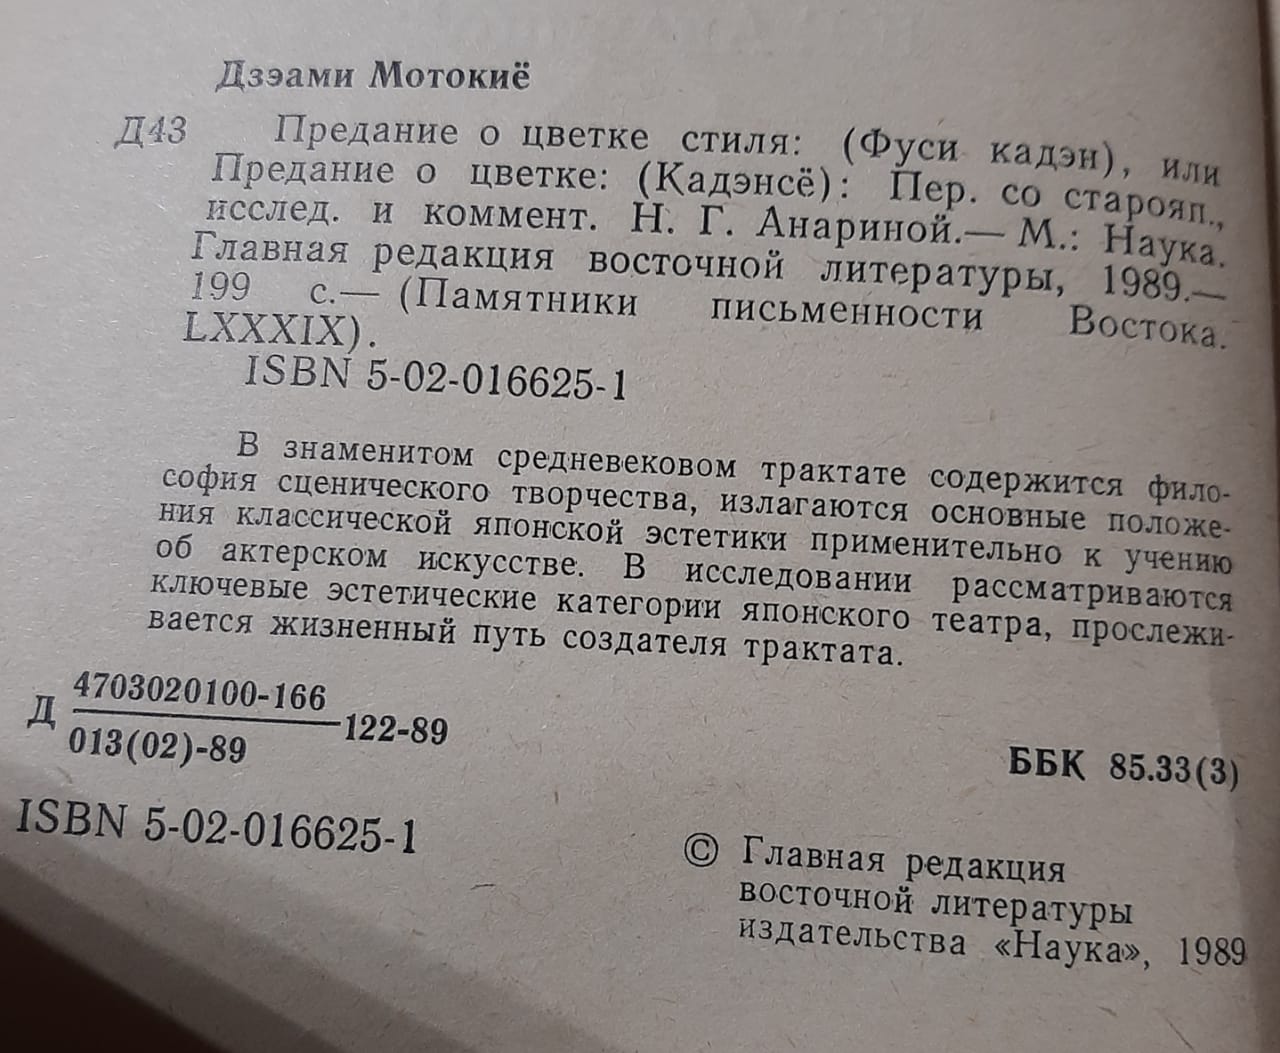 Дзэами Мотокиё
Д43 Предание о цветке стиля: (Фуси кадэн), или
Предание о цветке: (Кадэнсё): Пер. со старояп.,
исслед. и коммент. Н. Г. Анариной.— М.: Наука.
Главная редакция восточной литературы, 1989.—
199 с.— (Памятники письменности Востока.
LXXXIX).
ISBN 5-02-016625-1
В знаменитом средневековом трактате содержится фило-
софия сценического творчества, излагаются основные положе-
ния классической японской эстетики применительно к учению
об актерском искусстве. В исследовании рассматриваются
ключевые эстетические категории японского театра, прослежи-
вается жизненный путь создателя трактата.
4703020100-166
Д 122-89
013(02)-89
ББК 85.33(3)
ISBN 5-02-016625-1
© Главная редакция
восточной литературы
издательства «Наука», 1989